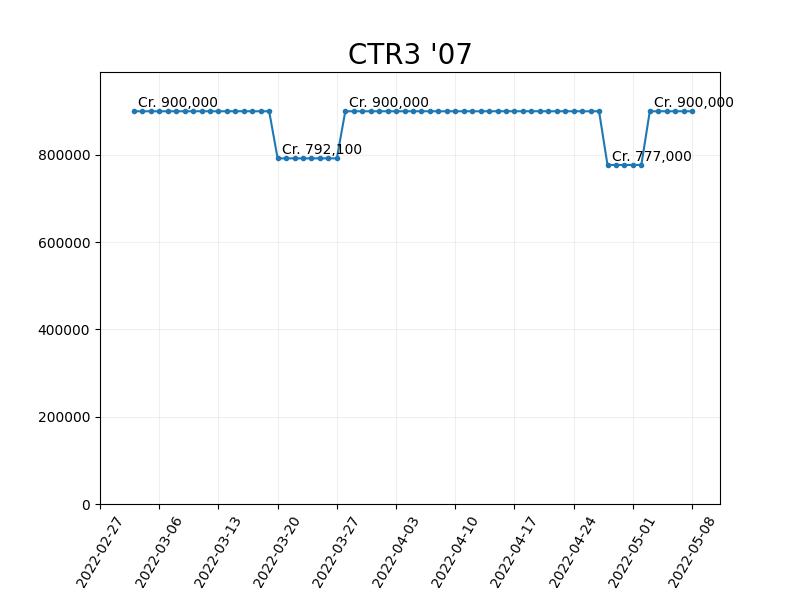 CTR3 '07
Cr. 900,000
Cr. 900,000
Cr. 900,000
Cr. 792,100
Cr. 777,000
800000
600000
400000
200000
0
2022-02-27
2022-03-06
2022-03-13
2022-03-20
2022-03-27
2022-04-03
2022-04-10
2022-04-17
2022-04-24
2022-05-01
2022-05-08